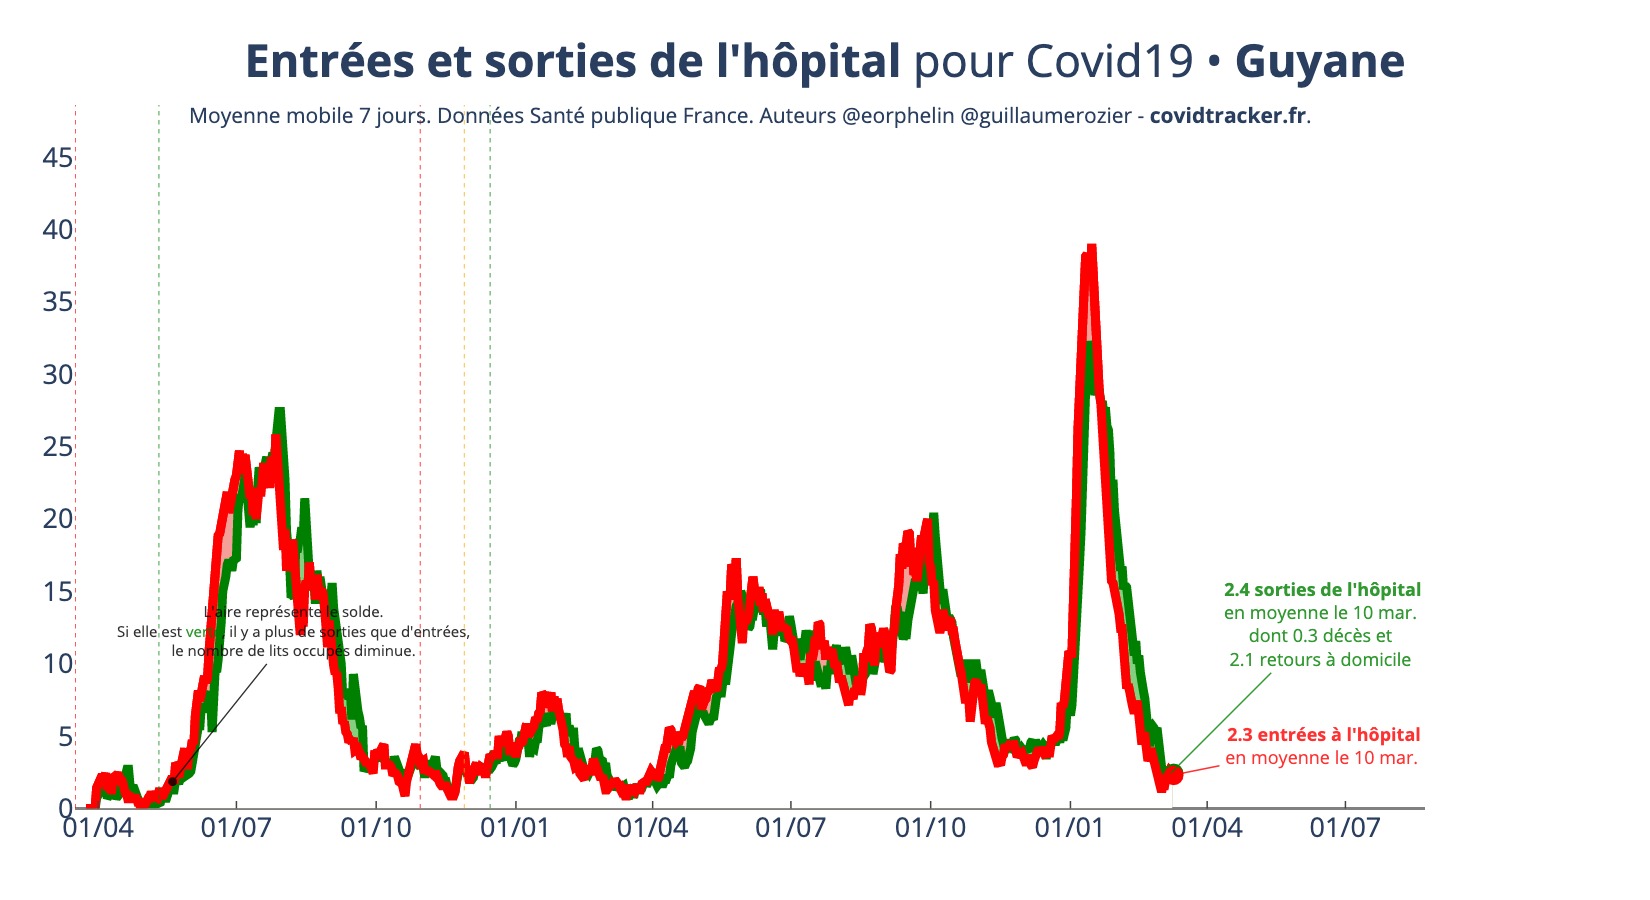 Entrées et sorties de l'hôpital pour Covid19 • Guyane
Moyenne mobile 7 jours. Données Santé publique France. Auteurs @eorphelin @guillaumerozier - covidtracker.fr.
45
40
35
30
25
20
15
10
5
0
L'aire représente le solde.
Si elle est verte, il y a plus de sorties que d'entrées,
le nombre de lits occupés diminue.
2.4 sorties de l'hôpital
en moyenne le 10 mar.
dont 0.3 décès et
2.1 retours à domicile
2.3 entrées à l'hôpital
en moyenne le 10 mar.
01/04 01/07 01/10 01/01 01/04 01/07 01/10 01/01 01/04 01/07